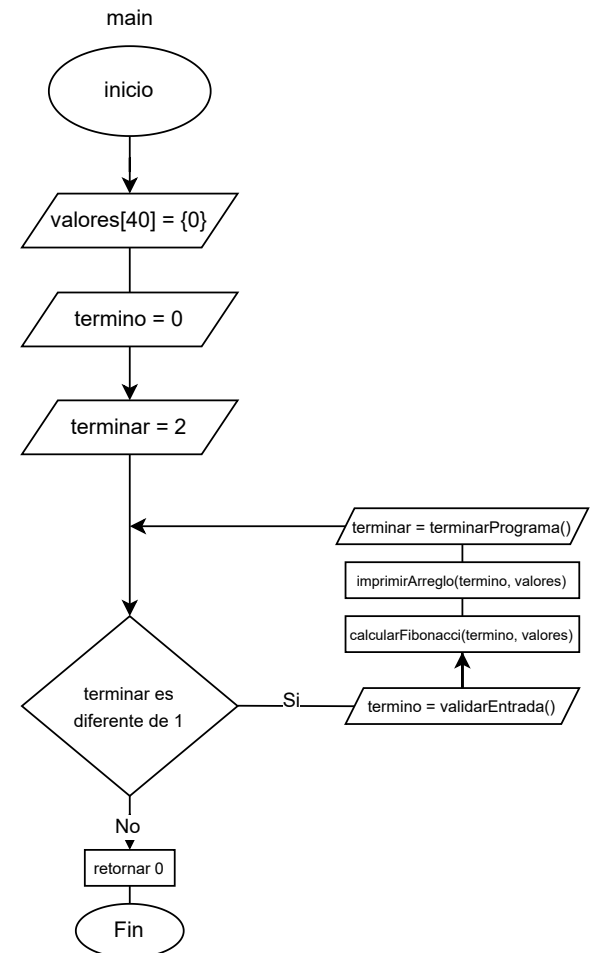 main
inicio
valores[40] = {0}
termino = 0
terminar = 2
terminar es
diferente de 1
Si
termino = validarEntrada()
calcularFibonacci(termino, valores)
imprimirArreglo(termino, valores)
terminar = terminarPrograma()
No
retornar 0
Fin